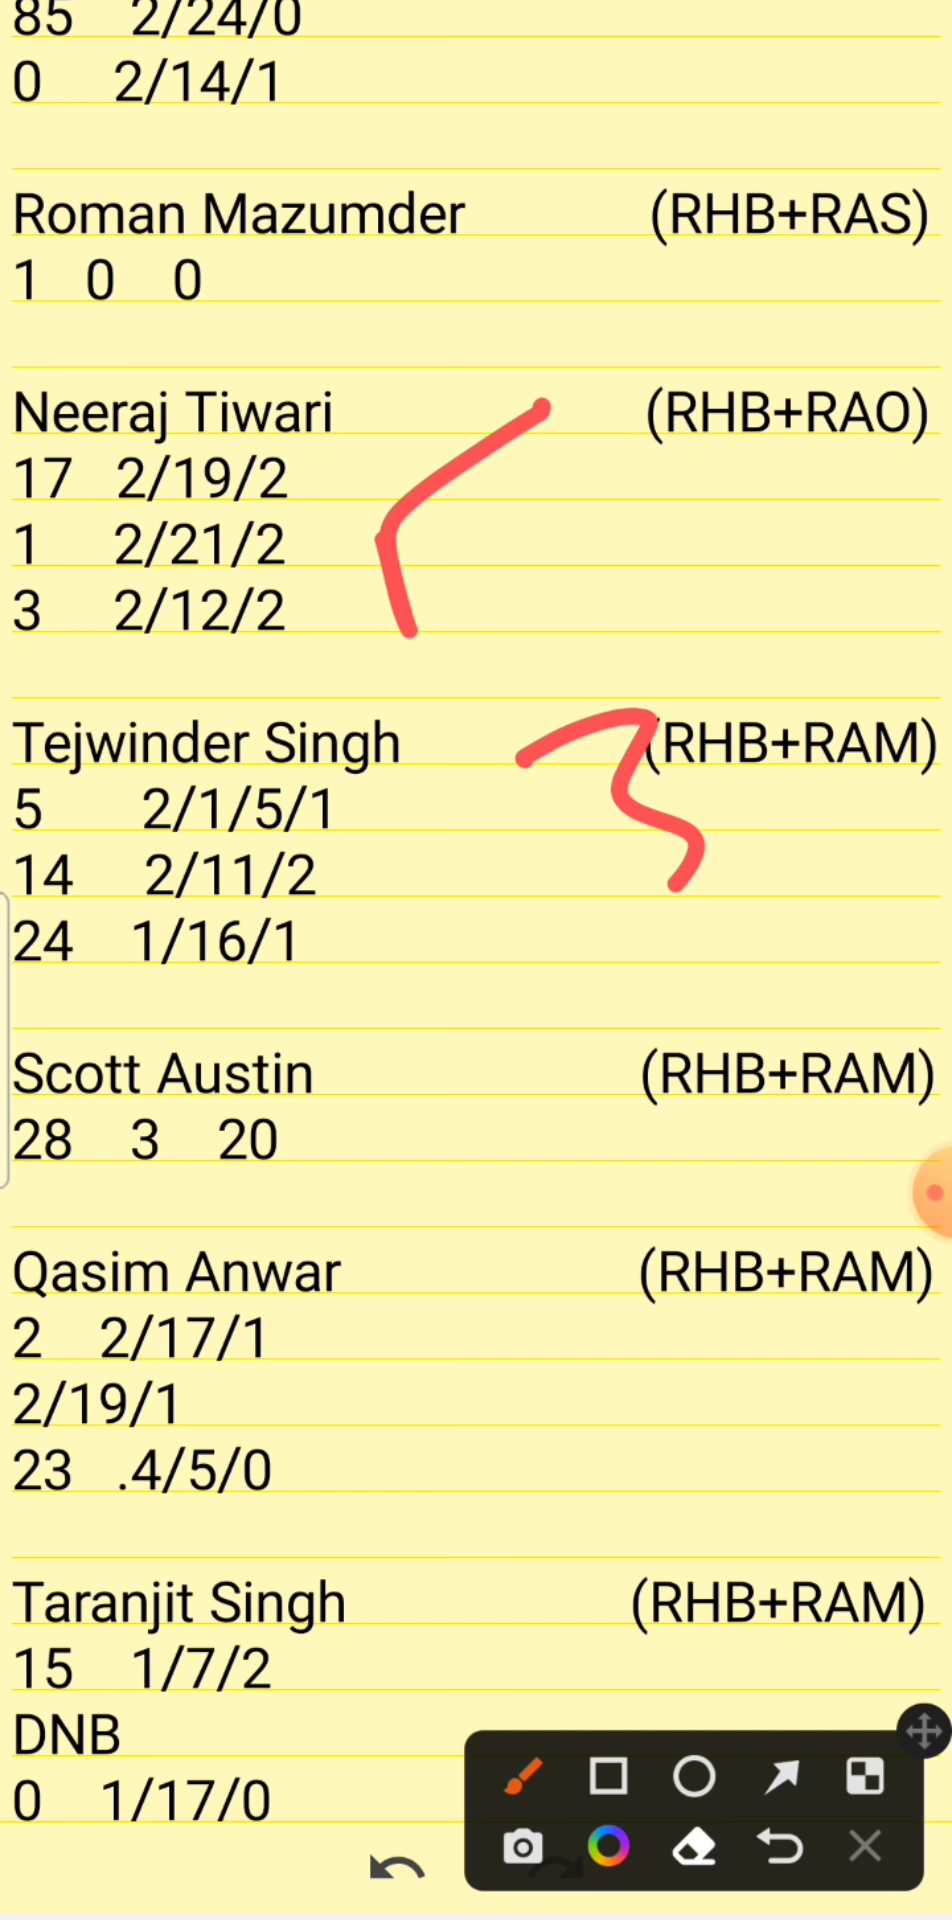 85 2/24/0
0 2/14/1
Roman Mazumder (RHB+RAS)
1 0 0
Neeraj Tiwari (RHB+RAO)
17 2/19/2
1 2/21/2
3 2/12/2
Tejwinder Singh (RHB+RAM)
5 2/1/5/1
14 2/11/2
24 1/16/1
Scott Austin (RHB+RAM)
28 3 20
Qasim Anwar (RHB+RAM)
2 2/17/1
2/19/1
23 .4/5/0
Taranjit Singh (RHB+RAM)
15 1/7/2
DNB
0 1/17/0